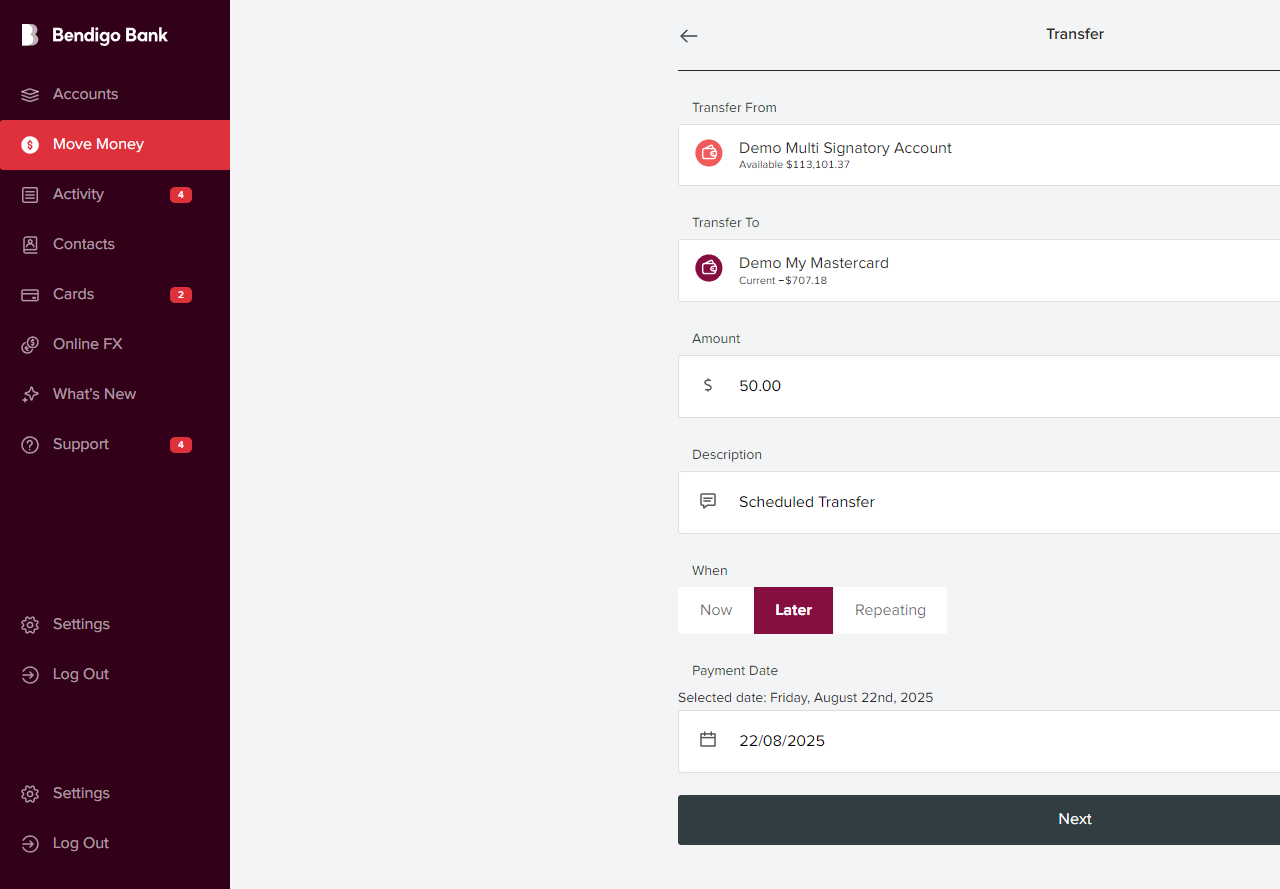 Bendigo Bank
Accounts
Move Money
Activity 4
Contacts
Cards 2
Online FX
What's New
Support 4
Settings
Log Out
Settings
Log Out
Transfer
Transfer From
Demo Multi Signatory Account
Available $113,101.37
Transfer To
Demo My Mastercard
Current −$707.18
Amount
$ 50.00
Description
Scheduled Transfer
When
Now Later Repeating
Payment Date
Selected date: Friday, August 22nd, 2025
22/08/2025
Next